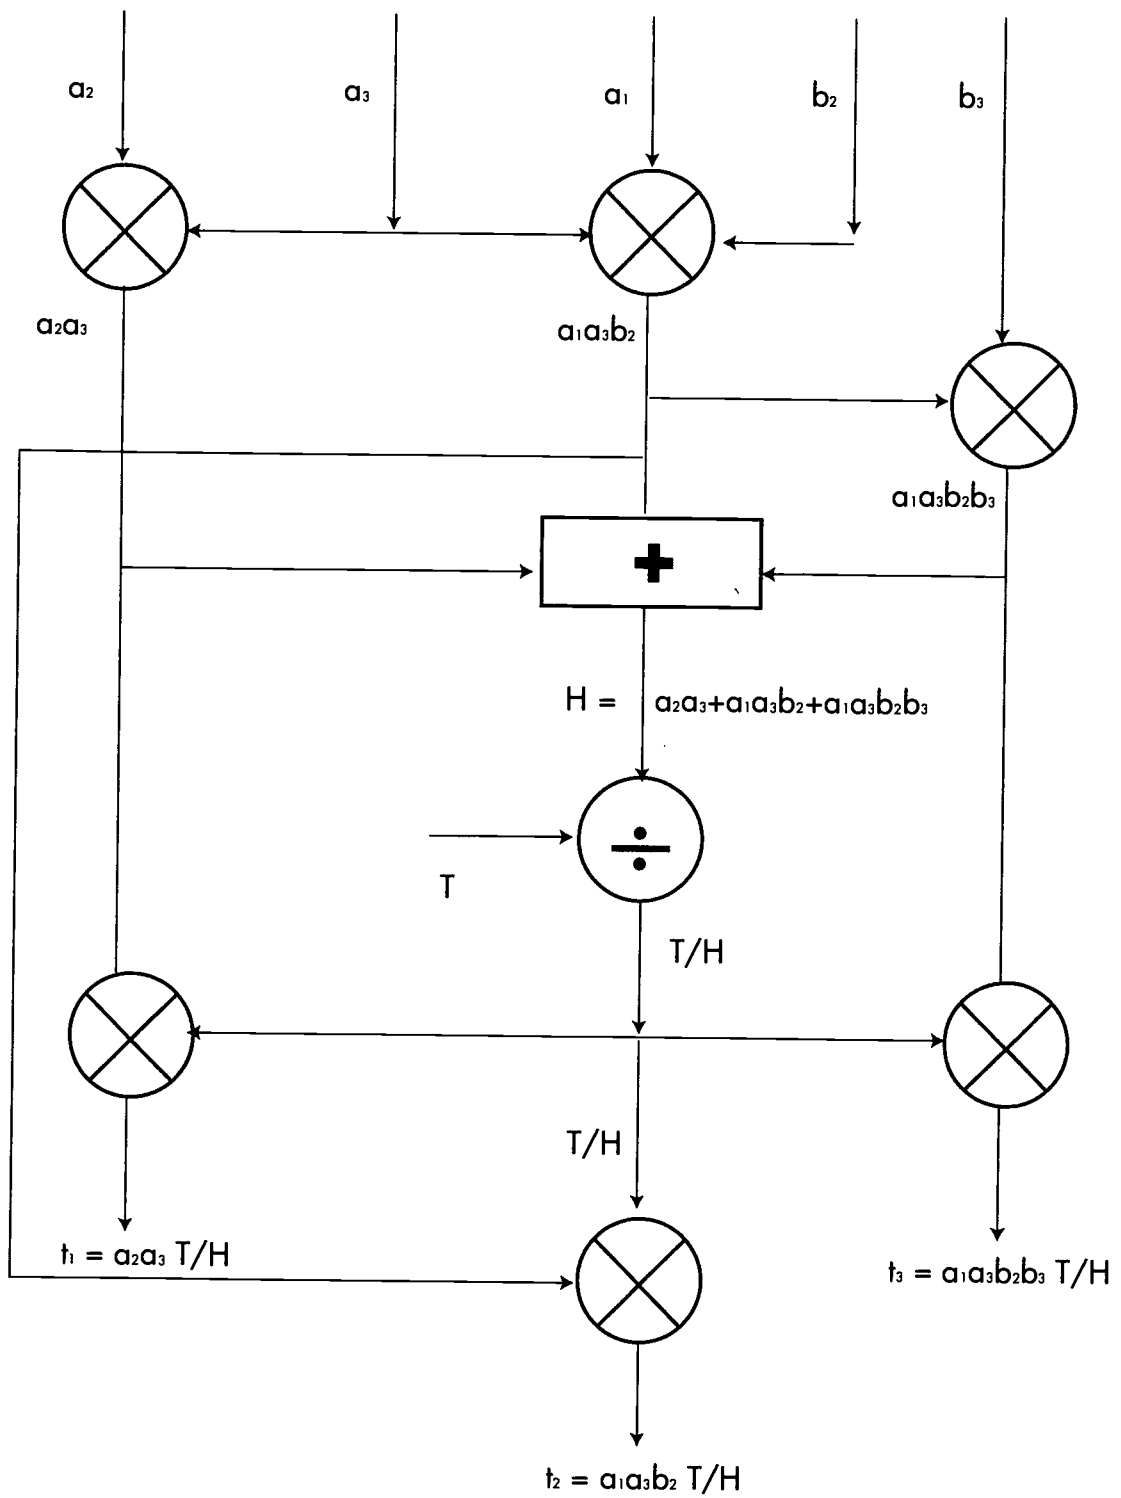 a₂ a₃ a₁ b₂ b₃
a₂a₃ a₁a₃b₂
a₁a₃b₂b₃
+
H = a₂a₃+a₁a₃b₂+a₁a₃b₂b₃
÷
T
T/H
T/H
t₁ = a₂a₃ T/H
t₃ = a₁a₃b₂b₃ T/H
t₂ = a₁a₃b₂ T/H